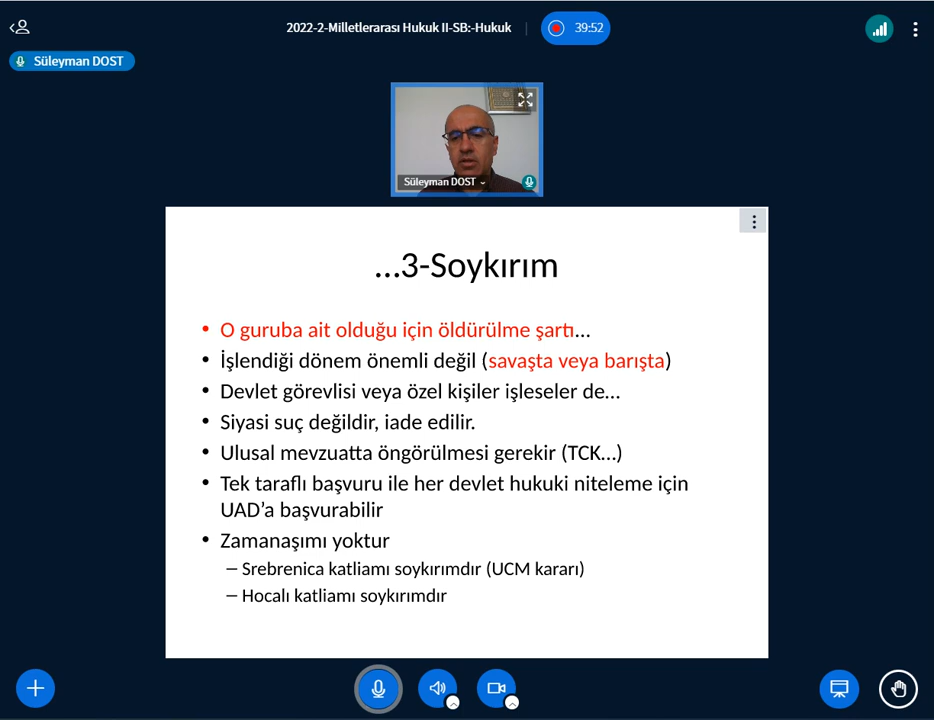 2022-2-Milletlerarası Hukuk II-SB:-Hukuk
39:52
Süleyman DOST
Süleyman DOST
...3-Soykırım
• O guruba ait olduğu için öldürülme şartı...
• İşlendiği dönem önemli değil (savaşta veya barışta)
• Devlet görevlisi veya özel kişiler işleseler de...
• Siyasi suç değildir, iade edilir.
• Ulusal mevzuatta öngörülmesi gerekir (TCK...)
• Tek taraflı başvuru ile her devlet hukuki niteleme için
UAD'a başvurabilir
• Zamanaşımı yoktur
– Srebrenica katliamı soykırımdır (UCM kararı)
– Hocalı katliamı soykırımdır